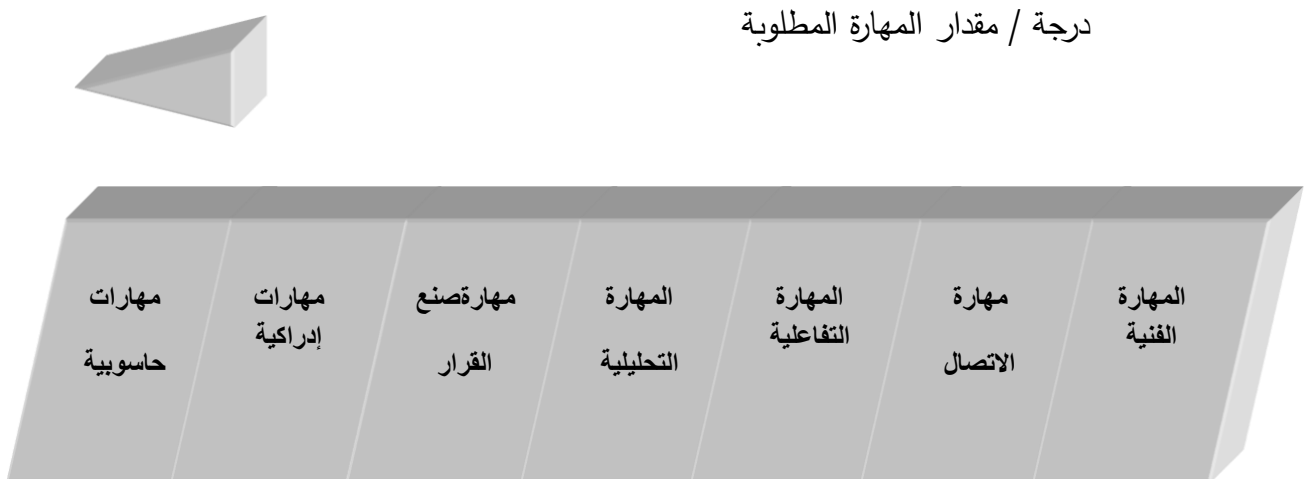 درجة / مقدار المهارة المطلوبة
المهارة
الفنية
مهارة
الاتصال
المهارة
التفاعلية
المهارة
التحليلية
مهارةصنع
القرار
مهارات
إدراكية
مهارات
حاسوبية